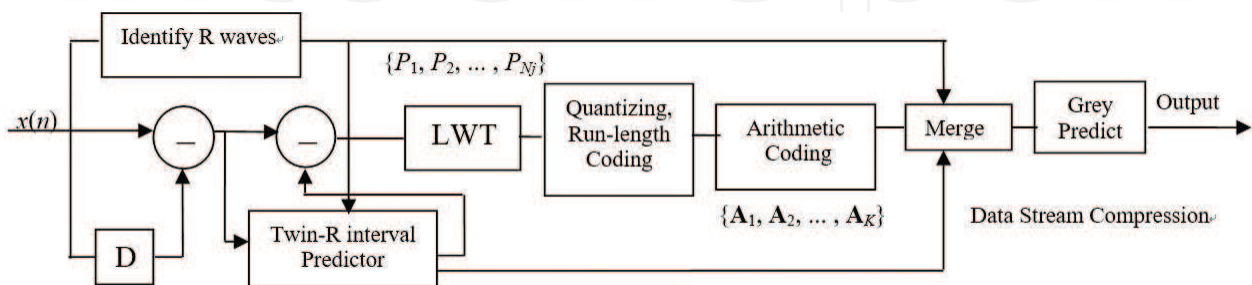 Identify R waves
{P1, P2, ... , PNj}
x(n)
−
−
LWT
Quantizing,
Run-length
Coding
Arithmetic
Coding
Merge
Grey
Predict
Output
{A1, A2, ... , AK}
Data Stream Compression
D
Twin-R interval
Predictor